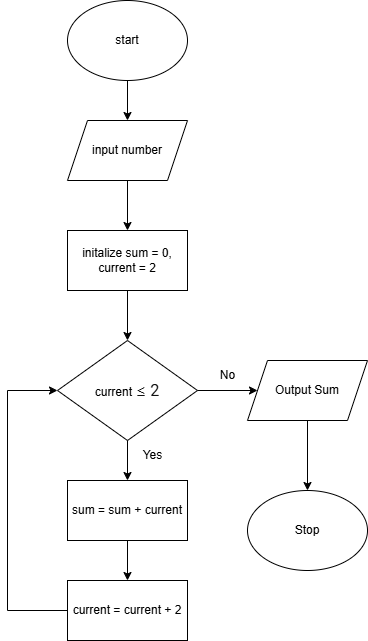 start
input number
initalize sum = 0,
current = 2
current ≤ 2
No
Output Sum
Yes
sum = sum + current
Stop
current = current + 2